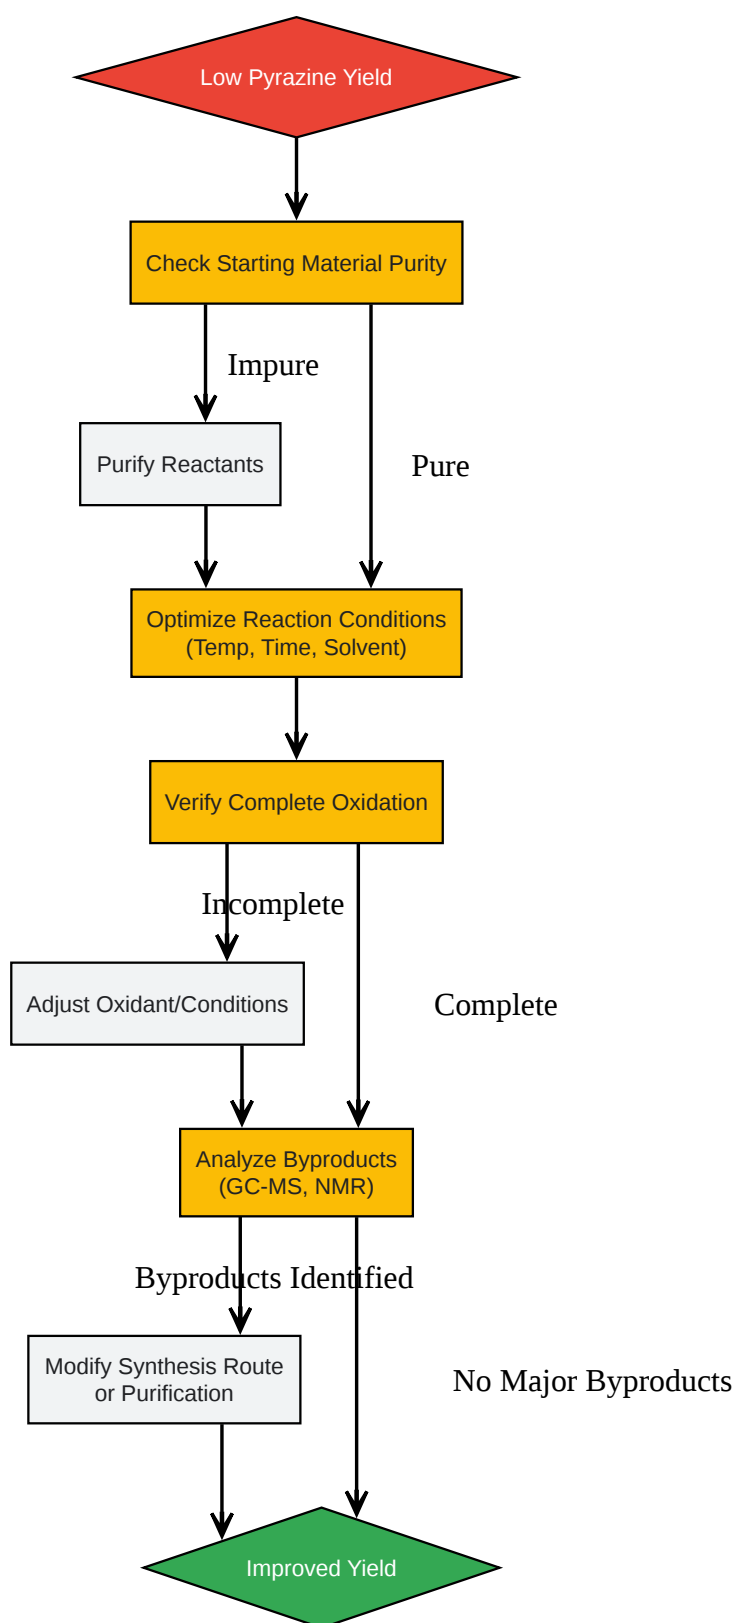 Low Pyrazine Yield
Check Starting Material Purity
Impure
Purify Reactants
Pure
Optimize Reaction Conditions
(Temp, Time, Solvent)
Verify Complete Oxidation
Incomplete
Adjust Oxidant/Conditions
Complete
Analyze Byproducts
(GC-MS, NMR)
Byproducts Identified
Modify Synthesis Route
or Purification
No Major Byproducts
Improved Yield